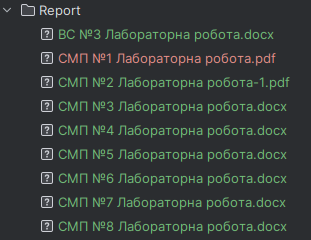 Report
ВС №3 Лабораторна робота.docx
СМП №1 Лабораторна робота.pdf
СМП №2 Лабораторна робота-1.pdf
СМП №3 Лабораторна робота.docx
СМП №4 Лабораторна робота.docx
СМП №5 Лабораторна робота.docx
СМП №6 Лабораторна робота.docx
СМП №7 Лабораторна робота.docx
СМП №8 Лабораторна робота.docx